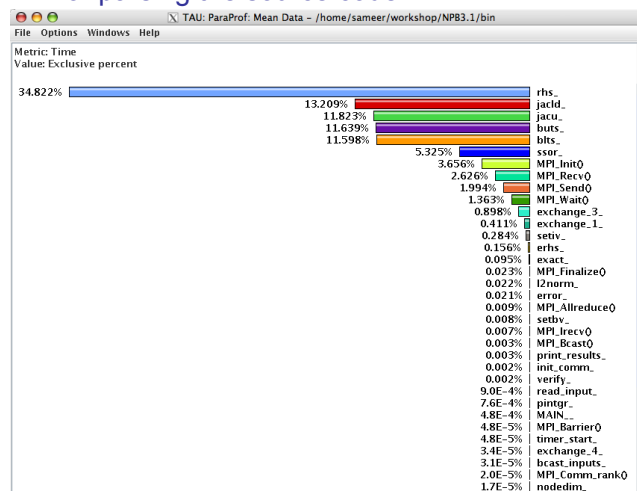 TAU: ParaProf: Mean Data - /home/sameer/workshop/NPB3.1/bin
File Options Windows Help
Metric: Time
Value: Exclusive percent
34.822% rhs_
13.209% jacld_
11.823% jacu_
11.639% buts_
11.598% blts_
5.325% ssor_
3.656% MPI_Init()
2.626% MPI_Recv()
1.994% MPI_Send()
1.363% MPI_Wait()
0.898% exchange_3_
0.411% exchange_1_
0.284% setiv_
0.156% erhs_
0.095% exact_
0.023% MPI_Finalize()
0.022% l2norm_
0.021% error_
0.009% MPI_Allreduce()
0.008% setbv_
0.007% MPI_Irecv()
0.003% MPI_Bcast()
0.003% print_results_
0.002% init_comm_
0.002% verify_
9.0E-4% read_input_
7.6E-4% pintgr_
4.8E-4% MAIN__
4.8E-5% MPI_Barrier()
4.8E-5% timer_start_
3.4E-5% exchange_4_
3.1E-5% bcast_inputs_
2.0E-5% MPI_Comm_rank()
1.7E-5% nodedim_